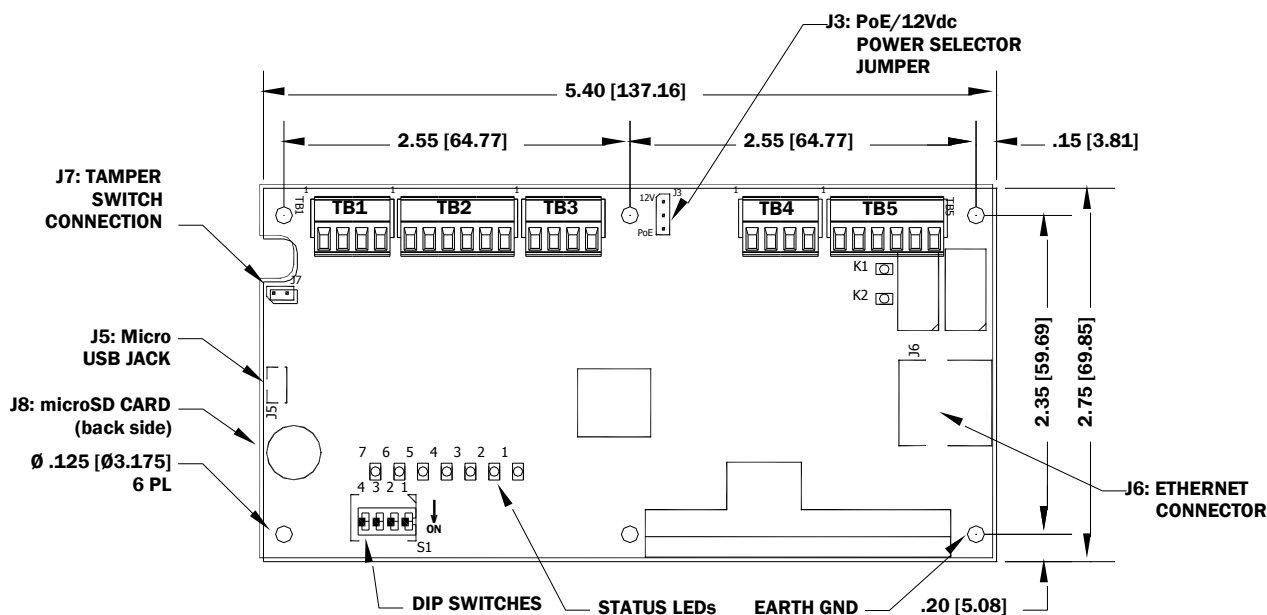 J3: PoE/12Vdc
POWER SELECTOR
JUMPER
5.40 [137.16]
2.55 [64.77]
2.55 [64.77]
.15 [3.81]
J7: TAMPER
SWITCH
CONNECTION
1
TB1
TB1
1
TB2
1
TB3
12V
J3
PoE
1
TB4
1
TB5
TB5
K1
K2
J7
J5: Micro
USB JACK
J5
J6
2.35 [59.69]
2.75 [69.85]
J8: microSD CARD
(back side)
Ø .125 [Ø3.175]
6 PL
7 6 5 4 3 2 1
4 3 2 1
ON
S1
J6: ETHERNET
CONNECTOR
DIP SWITCHES
STATUS LEDs
EARTH GND
.20 [5.08]